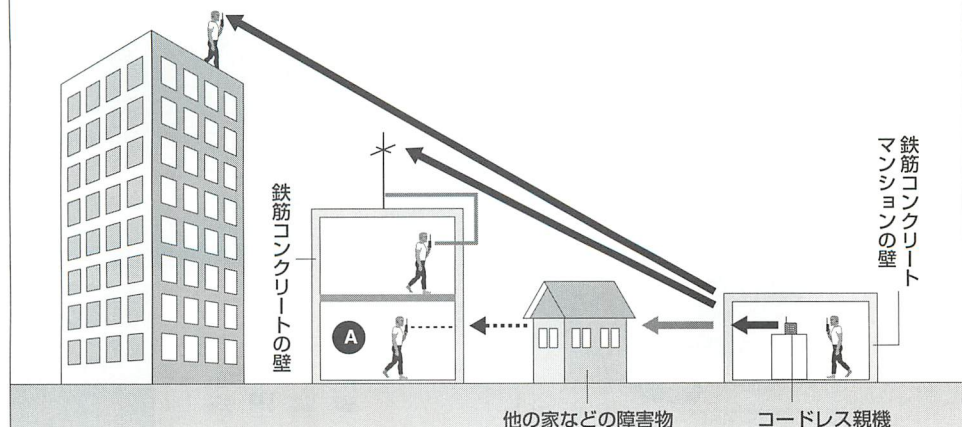 鉄筋コンクリート
マンションの壁
鉄筋コンクリートの壁
A
他の家などの障害物
コードレス親機